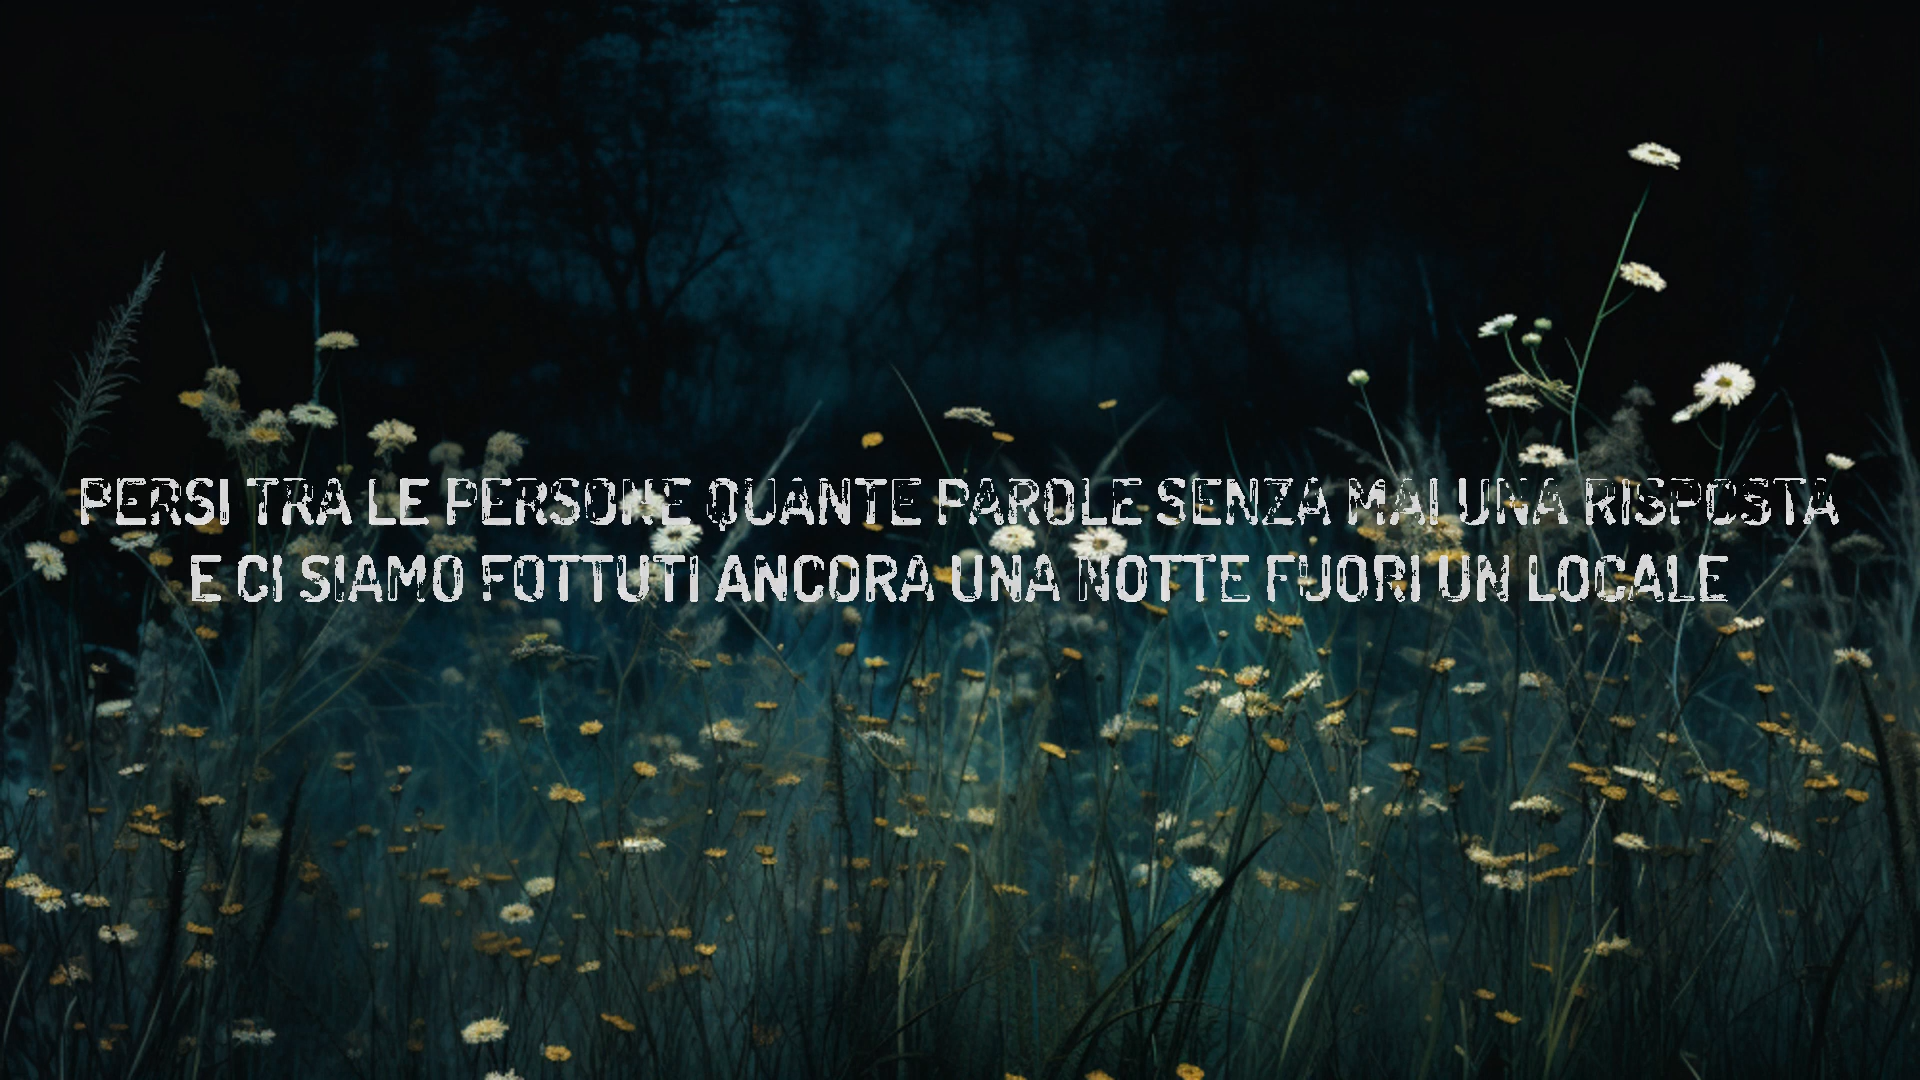 PERSI TRA LE PERSONE QUANTE PAROLE SENZA MAI UNA RISPOSTA
E CI SIAMO FOTTUTI ANCORA UNA NOTTE FUORI UN LOCALE